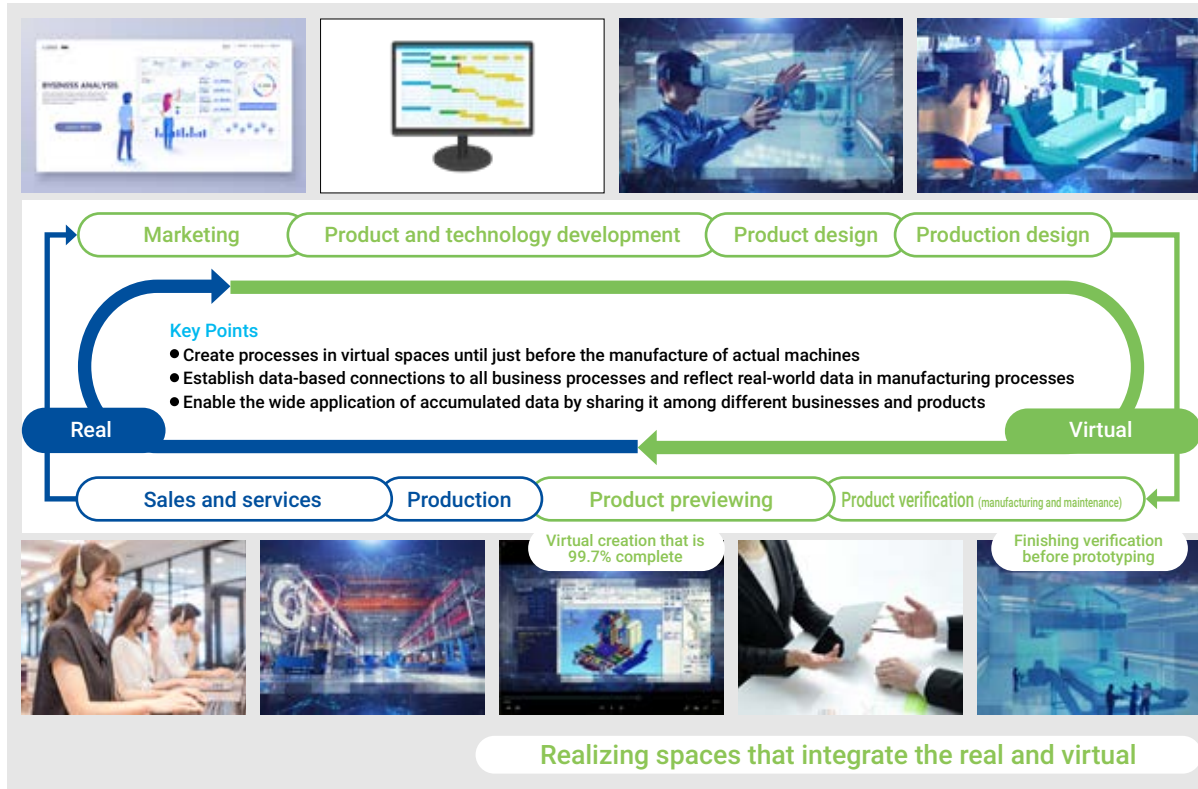 BUSINESS ANALYSIS
Marketing
Product and technology development
Product design
Production design
Key Points
● Create processes in virtual spaces until just before the manufacture of actual machines
● Establish data-based connections to all business processes and reflect real-world data in manufacturing processes
● Enable the wide application of accumulated data by sharing it among different businesses and products
Real
Virtual
Sales and services
Production
Product previewing
Product verification (manufacturing and maintenance)
Virtual creation that is
99.7% complete
Finishing verification
before prototyping
Realizing spaces that integrate the real and virtual